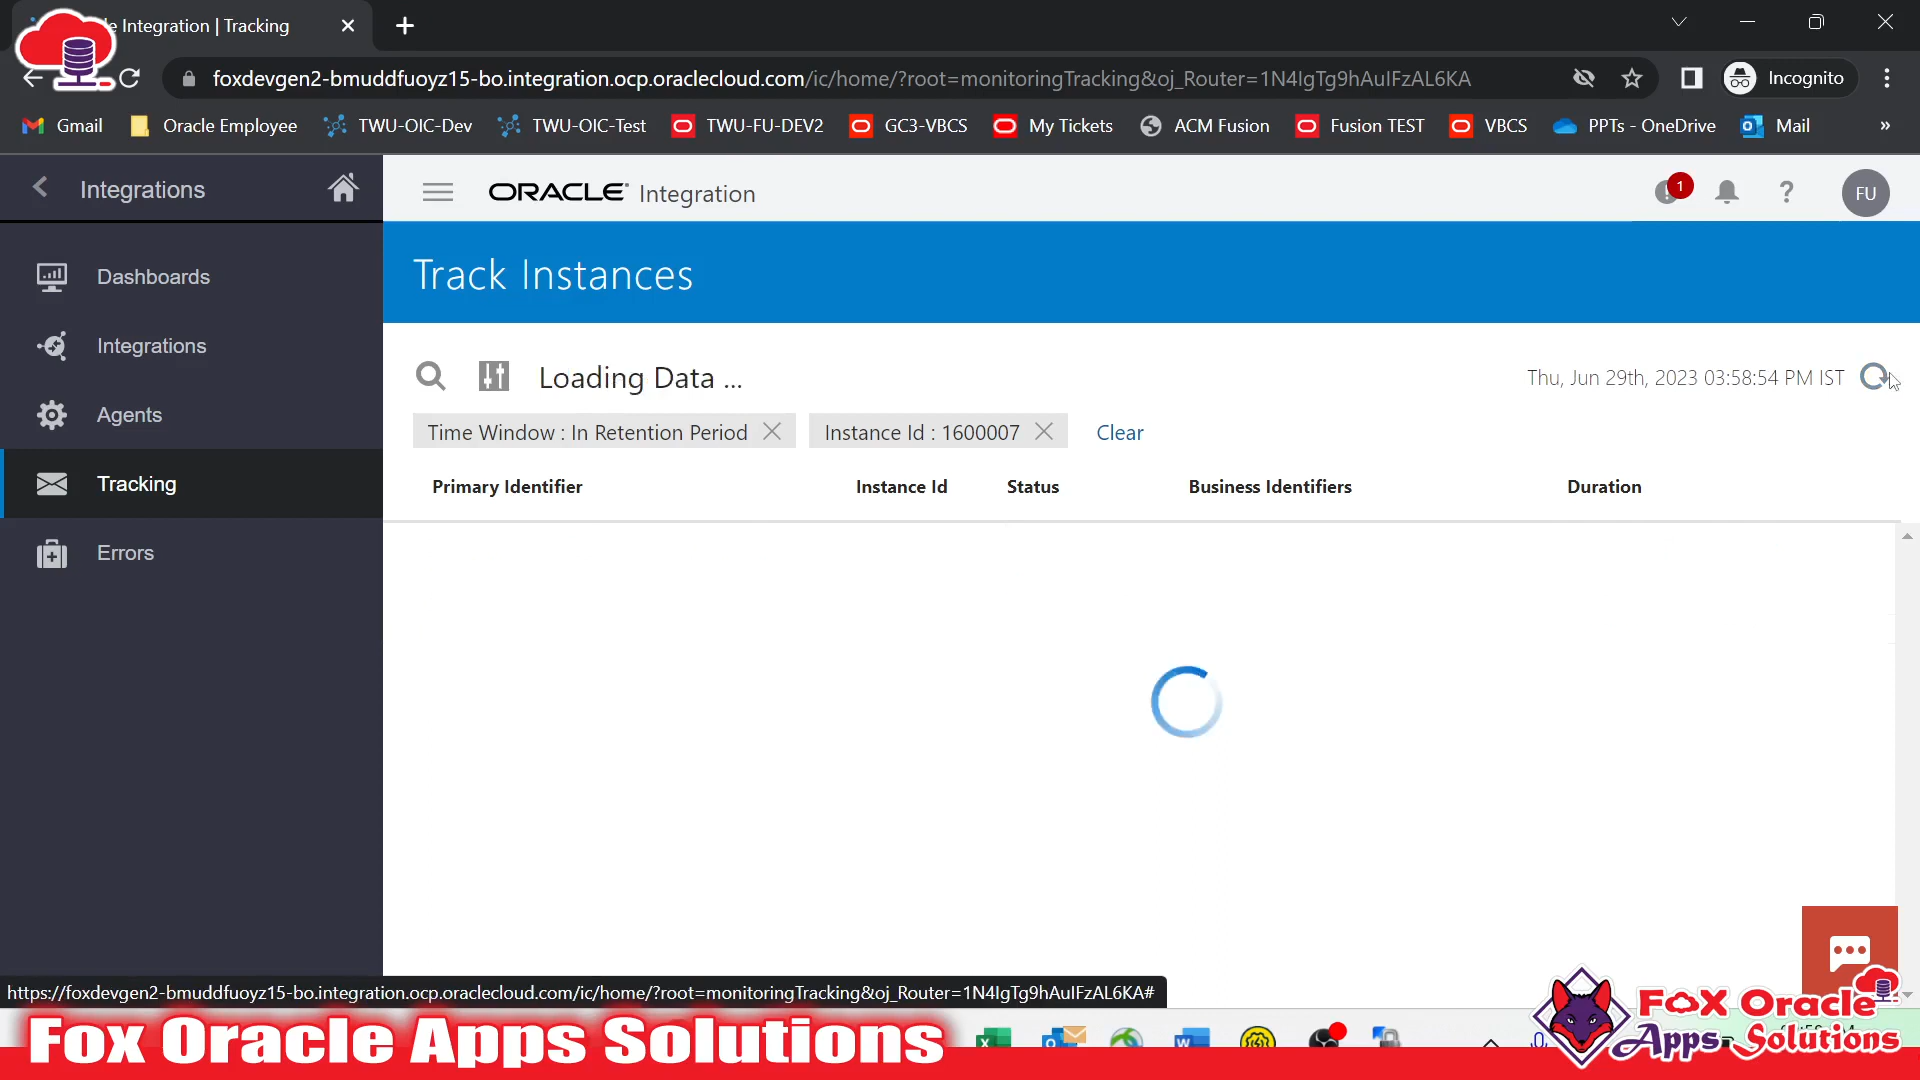 e Integration | Tracking
foxdevgen2-bmuddfuoyz15-bo.integration.ocp.oraclecloud.com/ic/home/?root=monitoringTracking&oj_Router=1N4IgTg9hAuIFzAL6KA
Incognito
Gmail
Oracle Employee
TWU-OIC-Dev
TWU-OIC-Test
TWU-FU-DEV2
GC3-VBCS
My Tickets
ACM Fusion
Fusion TEST
VBCS
PPTs - OneDrive
Mail
»
Integrations
ORACLE Integration
1
FU
Dashboards
Integrations
Agents
Tracking
Errors
Track Instances
Loading Data ...
Thu, Jun 29th, 2023 03:58:54 PM IST
Time Window : In Retention Period
Instance Id : 1600007
Clear
Primary Identifier
Instance Id
Status
Business Identifiers
Duration
https://foxdevgen2-bmuddfuoyz15-bo.integration.ocp.oraclecloud.com/ic/home/?root=monitoringTracking&oj_Router=1N4IgTg9hAuIFzAL6KA#
Fox Oracle Apps Solutions
FOX Oracle
Apps Solutions